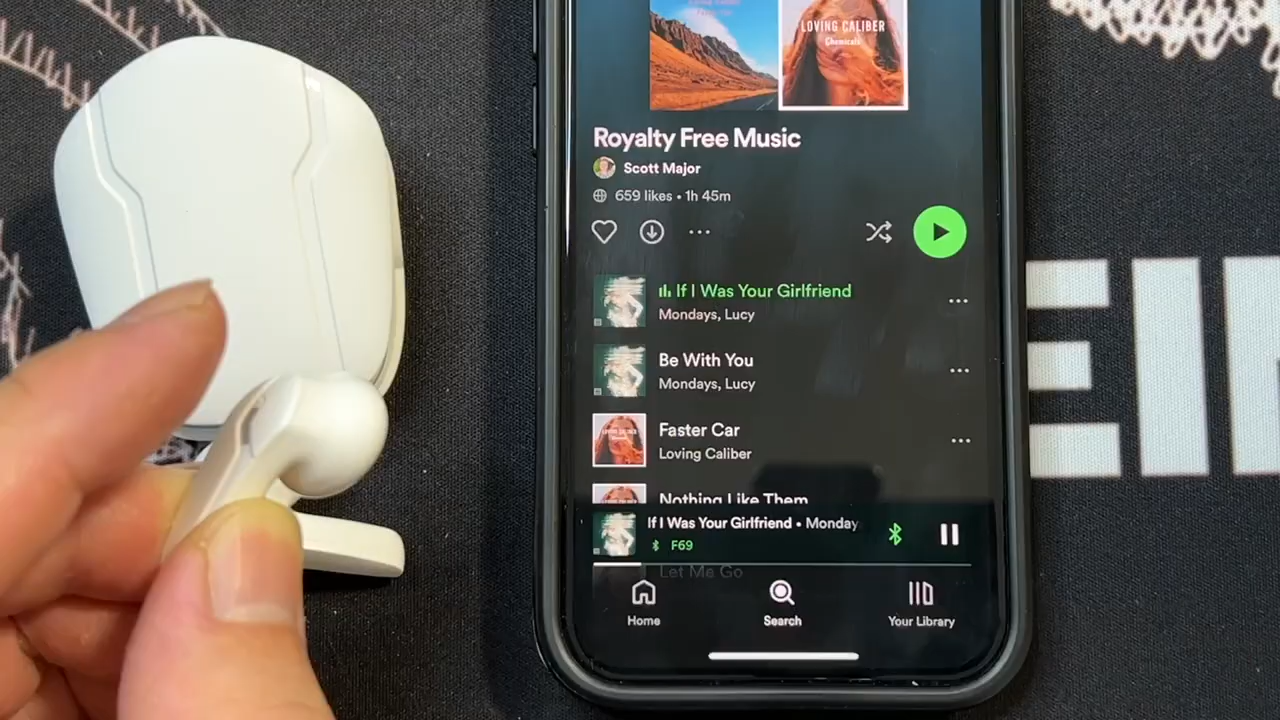 LOVING CALIBER
Chemicals
Royalty Free Music
Scott Major
659 likes • 1h 45m
If I Was Your Girlfriend
Mondays, Lucy
Be With You
Mondays, Lucy
Faster Car
Loving Caliber
Nothing Like Them
If I Was Your Girlfriend • Monday
F69
Let Me Go
Home
Search
Your Library
EIR